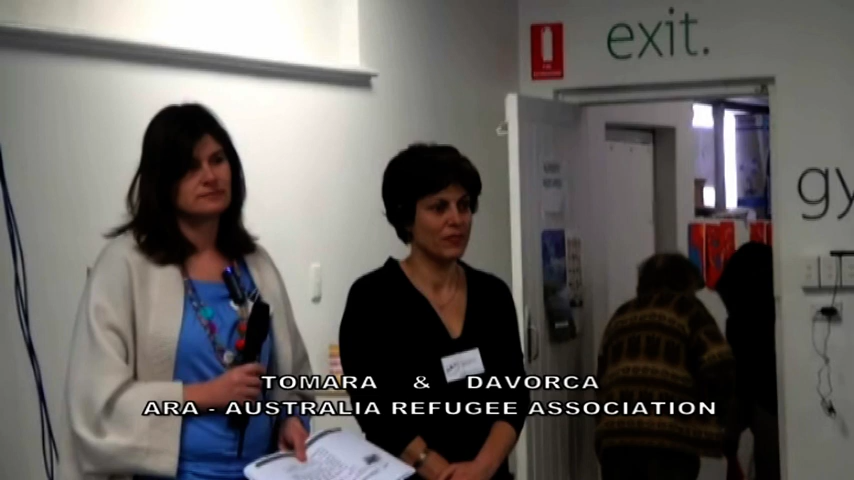 exit.
gy
TOMARA & DAVORCA
ARA - AUSTRALIA REFUGEE ASSOCIATION